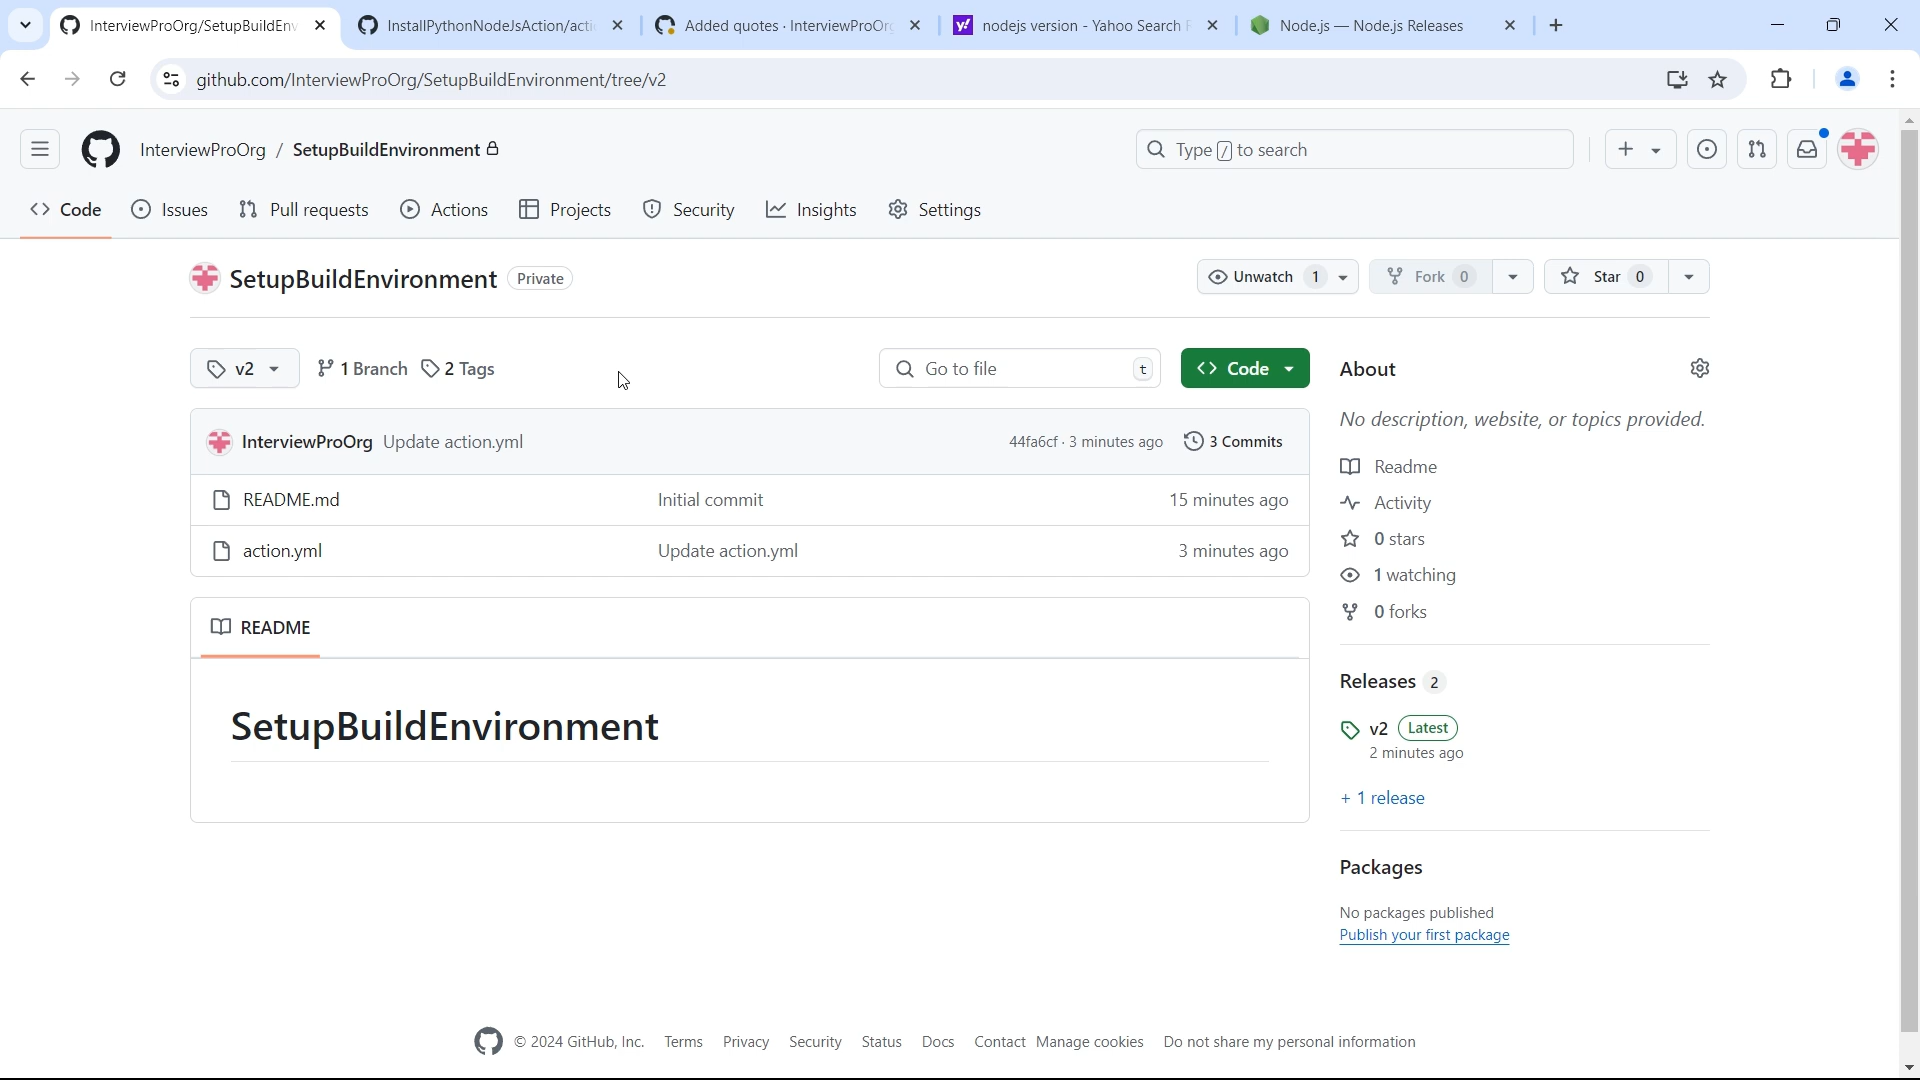 InterviewProOrg/SetupBuildEnv
InstallPythonNodeJsAction/acti
Added quotes · InterviewProOr
nodejs version - Yahoo Search R
Node.js — Node.js Releases
github.com/InterviewProOrg/SetupBuildEnvironment/tree/v2
InterviewProOrg / SetupBuildEnvironment
Type / to search
Code
Issues
Pull requests
Actions
Projects
Security
Insights
Settings
SetupBuildEnvironment Private
Unwatch 1
Fork 0
Star 0
v2
1 Branch
2 Tags
Go to file t
Code
About
No description, website, or topics provided.
InterviewProOrg Update action.yml
44fa6cf · 3 minutes ago
3 Commits
README.md Initial commit 15 minutes ago
action.yml Update action.yml 3 minutes ago
README
SetupBuildEnvironment
Readme
Activity
0 stars
1 watching
0 forks
Releases 2
v2 Latest
2 minutes ago
+ 1 release
Packages
No packages published
Publish your first package
© 2024 GitHub, Inc. Terms Privacy Security Status Docs Contact Manage cookies Do not share my personal information